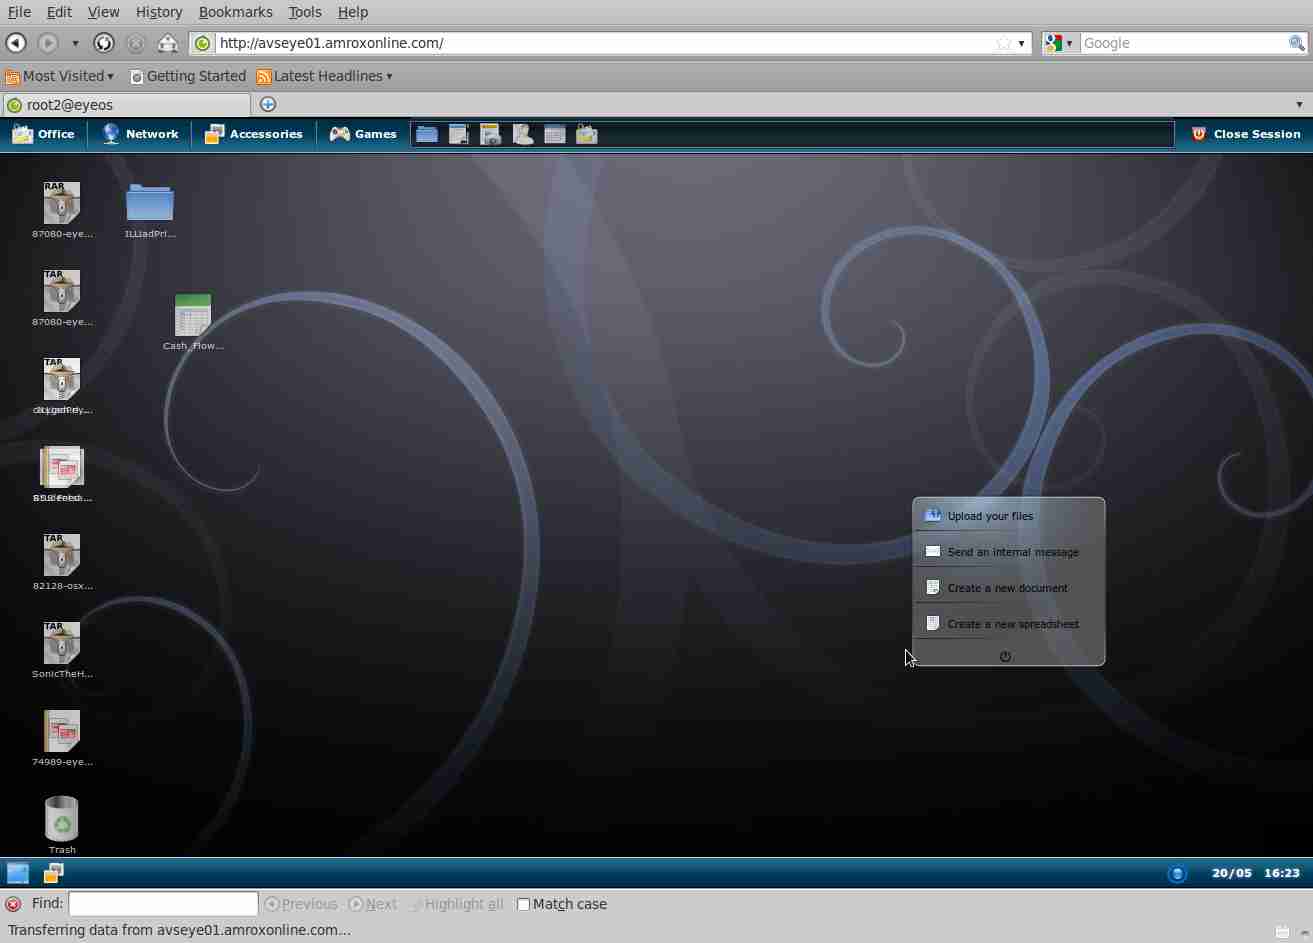 File Edit View History Bookmarks Tools Help
http://avseye01.amroxonline.com/
Google
Most Visited Getting Started Latest Headlines
root2@eyeos
Office Network Accessories Games Close Session
RAR
87080-eye...
ILLiadPri...
TAR
87080-eye...
Cash_Flow...
TAR
82128-osx...
TAR
TAR
SonicTheH...
74989-eye...
Trash
Upload your files
Send an internal message
Create a new document
Create a new spreadsheet
20/05 16:23
Find: Previous Next Highlight all Match case
Transferring data from avseye01.amroxonline.com...